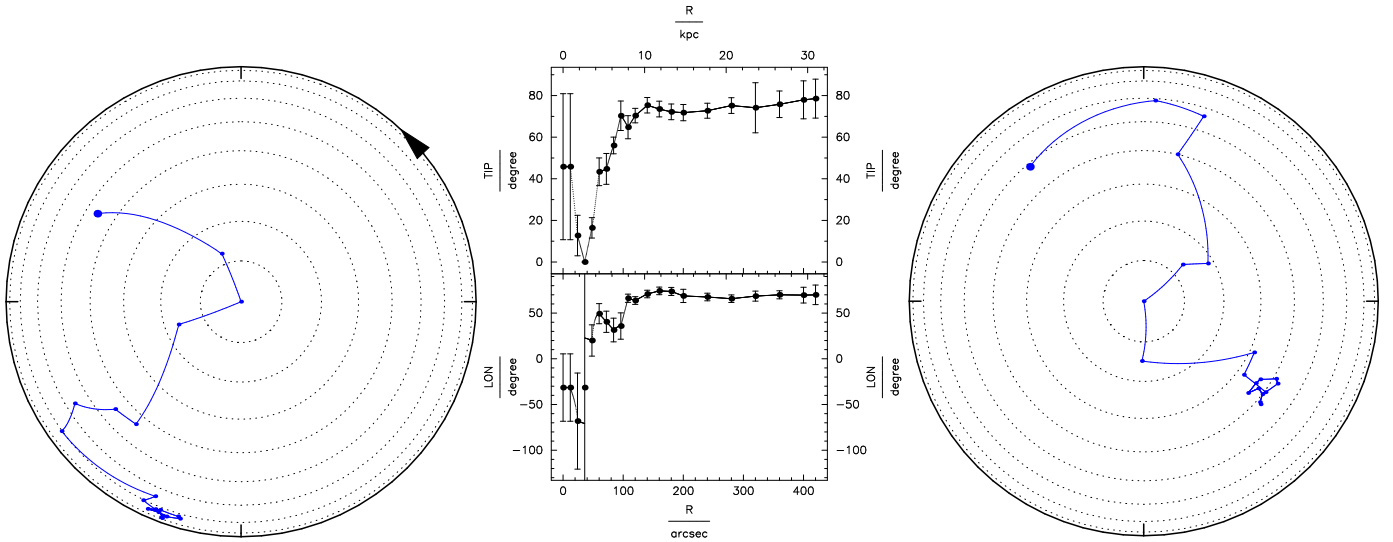 R
kpc
0 10 20 30
80 80
60 60
TIP degree TIP degree
40 40
20 20
0 0
50 50
0 0
LON degree LON degree
−50 −50
−100 −100
0 100 200 300 400
R
arcsec